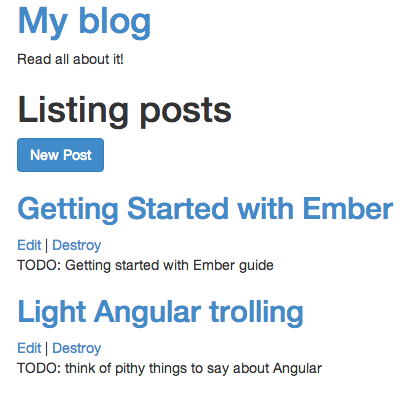 My blog
Read all about it!
Listing posts
New Post
Getting Started with Ember
Edit | Destroy
TODO: Getting started with Ember guide
Light Angular trolling
Edit | Destroy
TODO: think of pithy things to say about Angular